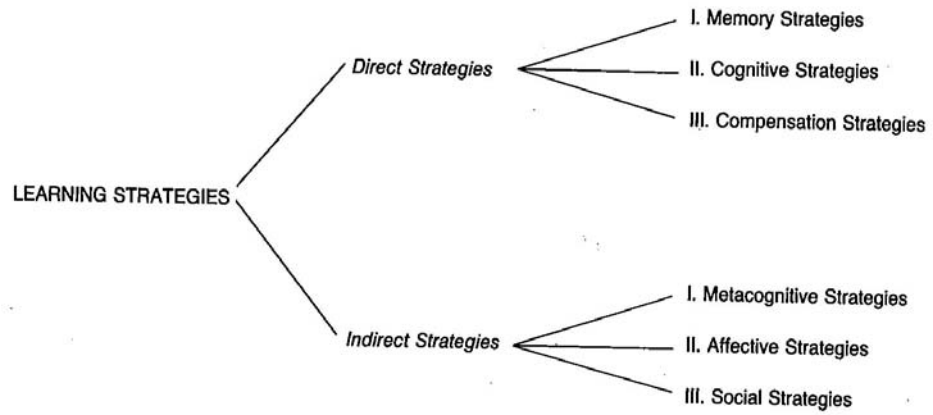 I. Memory Strategies
Direct Strategies
II. Cognitive Strategies
III. Compensation Strategies
LEARNING STRATEGIES
I. Metacognitive Strategies
Indirect Strategies
II. Affective Strategies
III. Social Strategies